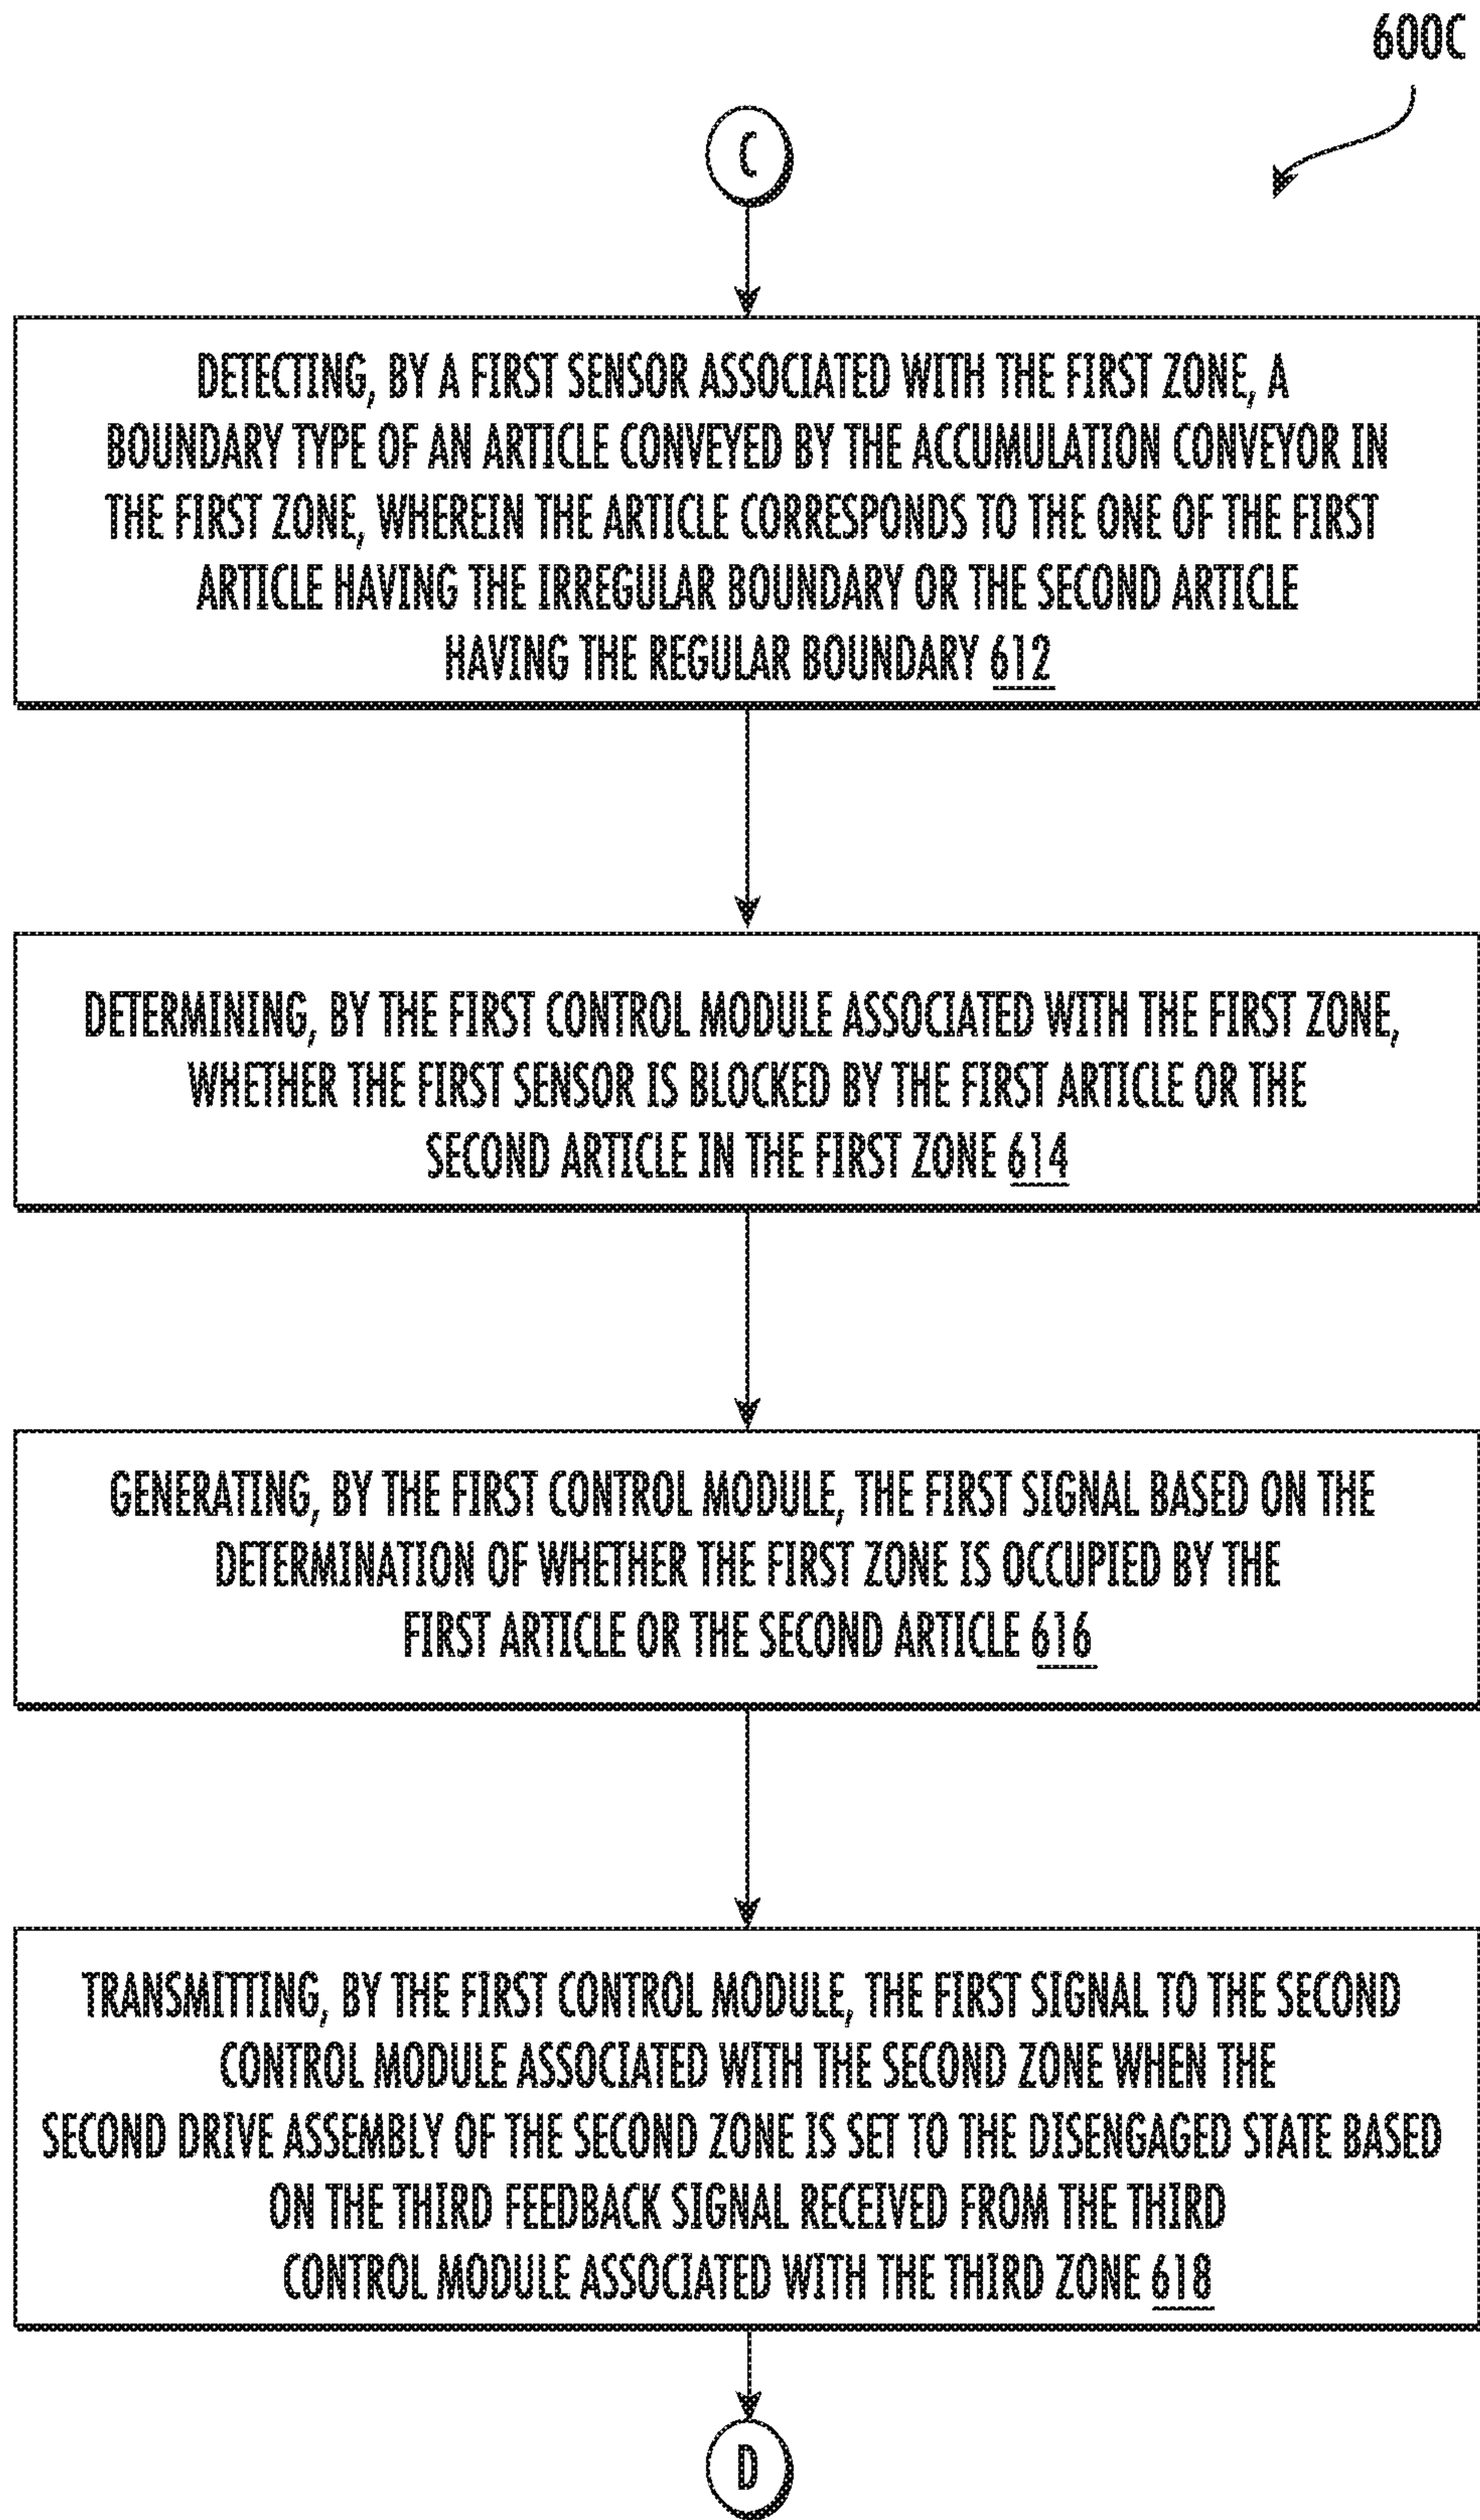 600C
C
DETECTING, BY A FIRST SENSOR ASSOCIATED WITH THE FIRST ZONE, A
BOUNDARY TYPE OF AN ARTICLE CONVEYED BY THE ACCUMULATION CONVEYOR IN
THE FIRST ZONE, WHEREIN THE ARTICLE CORRESPONDS TO THE ONE OF THE FIRST
ARTICLE HAVING THE IRREGULAR BOUNDARY OR THE SECOND ARTICLE
HAVING THE REGULAR BOUNDARY 612
DETERMINING, BY THE FIRST CONTROL MODULE ASSOCIATED WITH THE FIRST ZONE,
WHETHER THE FIRST SENSOR IS BLOCKED BY THE FIRST ARTICLE OR THE
SECOND ARTICLE IN THE FIRST ZONE 614
GENERATING, BY THE FIRST CONTROL MODULE, THE FIRST SIGNAL BASED ON THE
DETERMINATION OF WHETHER THE FIRST ZONE IS OCCUPIED BY THE
FIRST ARTICLE OR THE SECOND ARTICLE 616
TRANSMITTING, BY THE FIRST CONTROL MODULE, THE FIRST SIGNAL TO THE SECOND
CONTROL MODULE ASSOCIATED WITH THE SECOND ZONE WHEN THE
SECOND DRIVE ASSEMBLY OF THE SECOND ZONE IS SET TO THE DISENGAGED STATE BASED
ON THE THIRD FEEDBACK SIGNAL RECEIVED FROM THE THIRD
CONTROL MODULE ASSOCIATED WITH THE THIRD ZONE 618
D